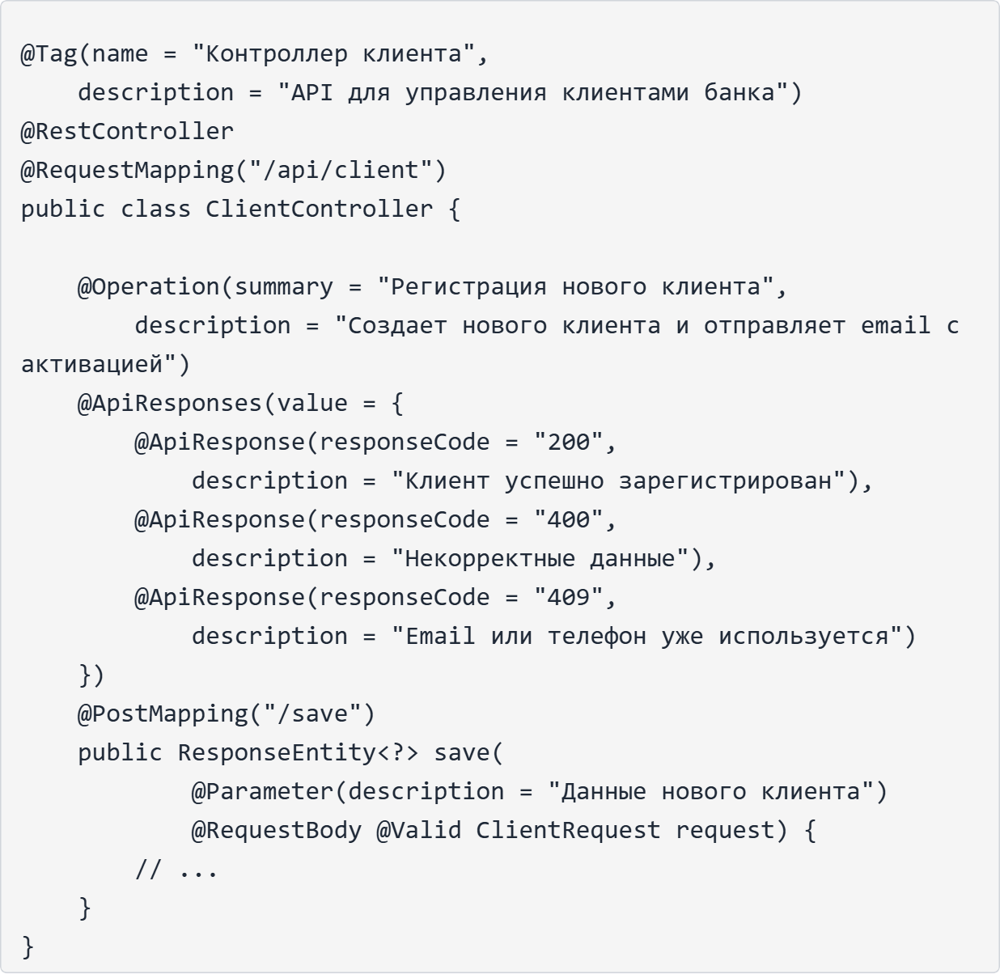 @Tag(name = "Контроллер клиента",
    description = "API для управления клиентами банка")
@RestController
@RequestMapping("/api/client")
public class ClientController {

    @Operation(summary = "Регистрация нового клиента",
        description = "Создает нового клиента и отправляет email с
активацией")
    @ApiResponses(value = {
        @ApiResponse(responseCode = "200",
            description = "Клиент успешно зарегистрирован"),
        @ApiResponse(responseCode = "400",
            description = "Некорректные данные"),
        @ApiResponse(responseCode = "409",
            description = "Email или телефон уже используется")
    })
    @PostMapping("/save")
    public ResponseEntity<?> save(
            @Parameter(description = "Данные нового клиента")
            @RequestBody @Valid ClientRequest request) {
        // ...
    }
}